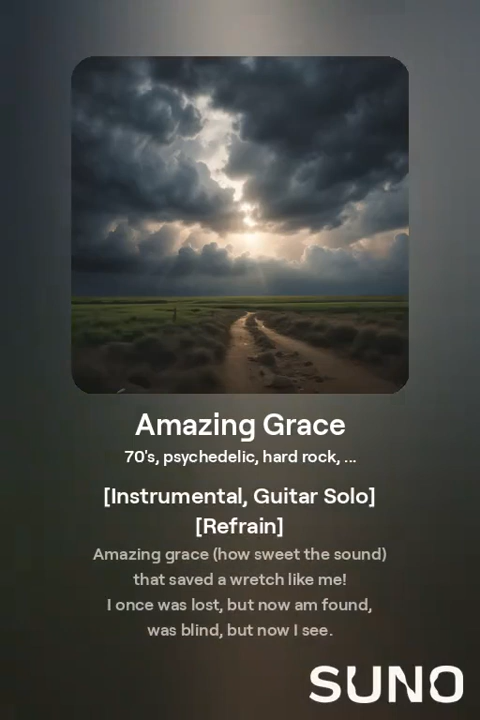 Amazing Grace
70's, psychedelic, hard rock, ...
[Instrumental, Guitar Solo]
[Refrain]
Amazing grace (how sweet the sound)
that saved a wretch like me!
I once was lost, but now am found,
was blind, but now I see.
SUNO